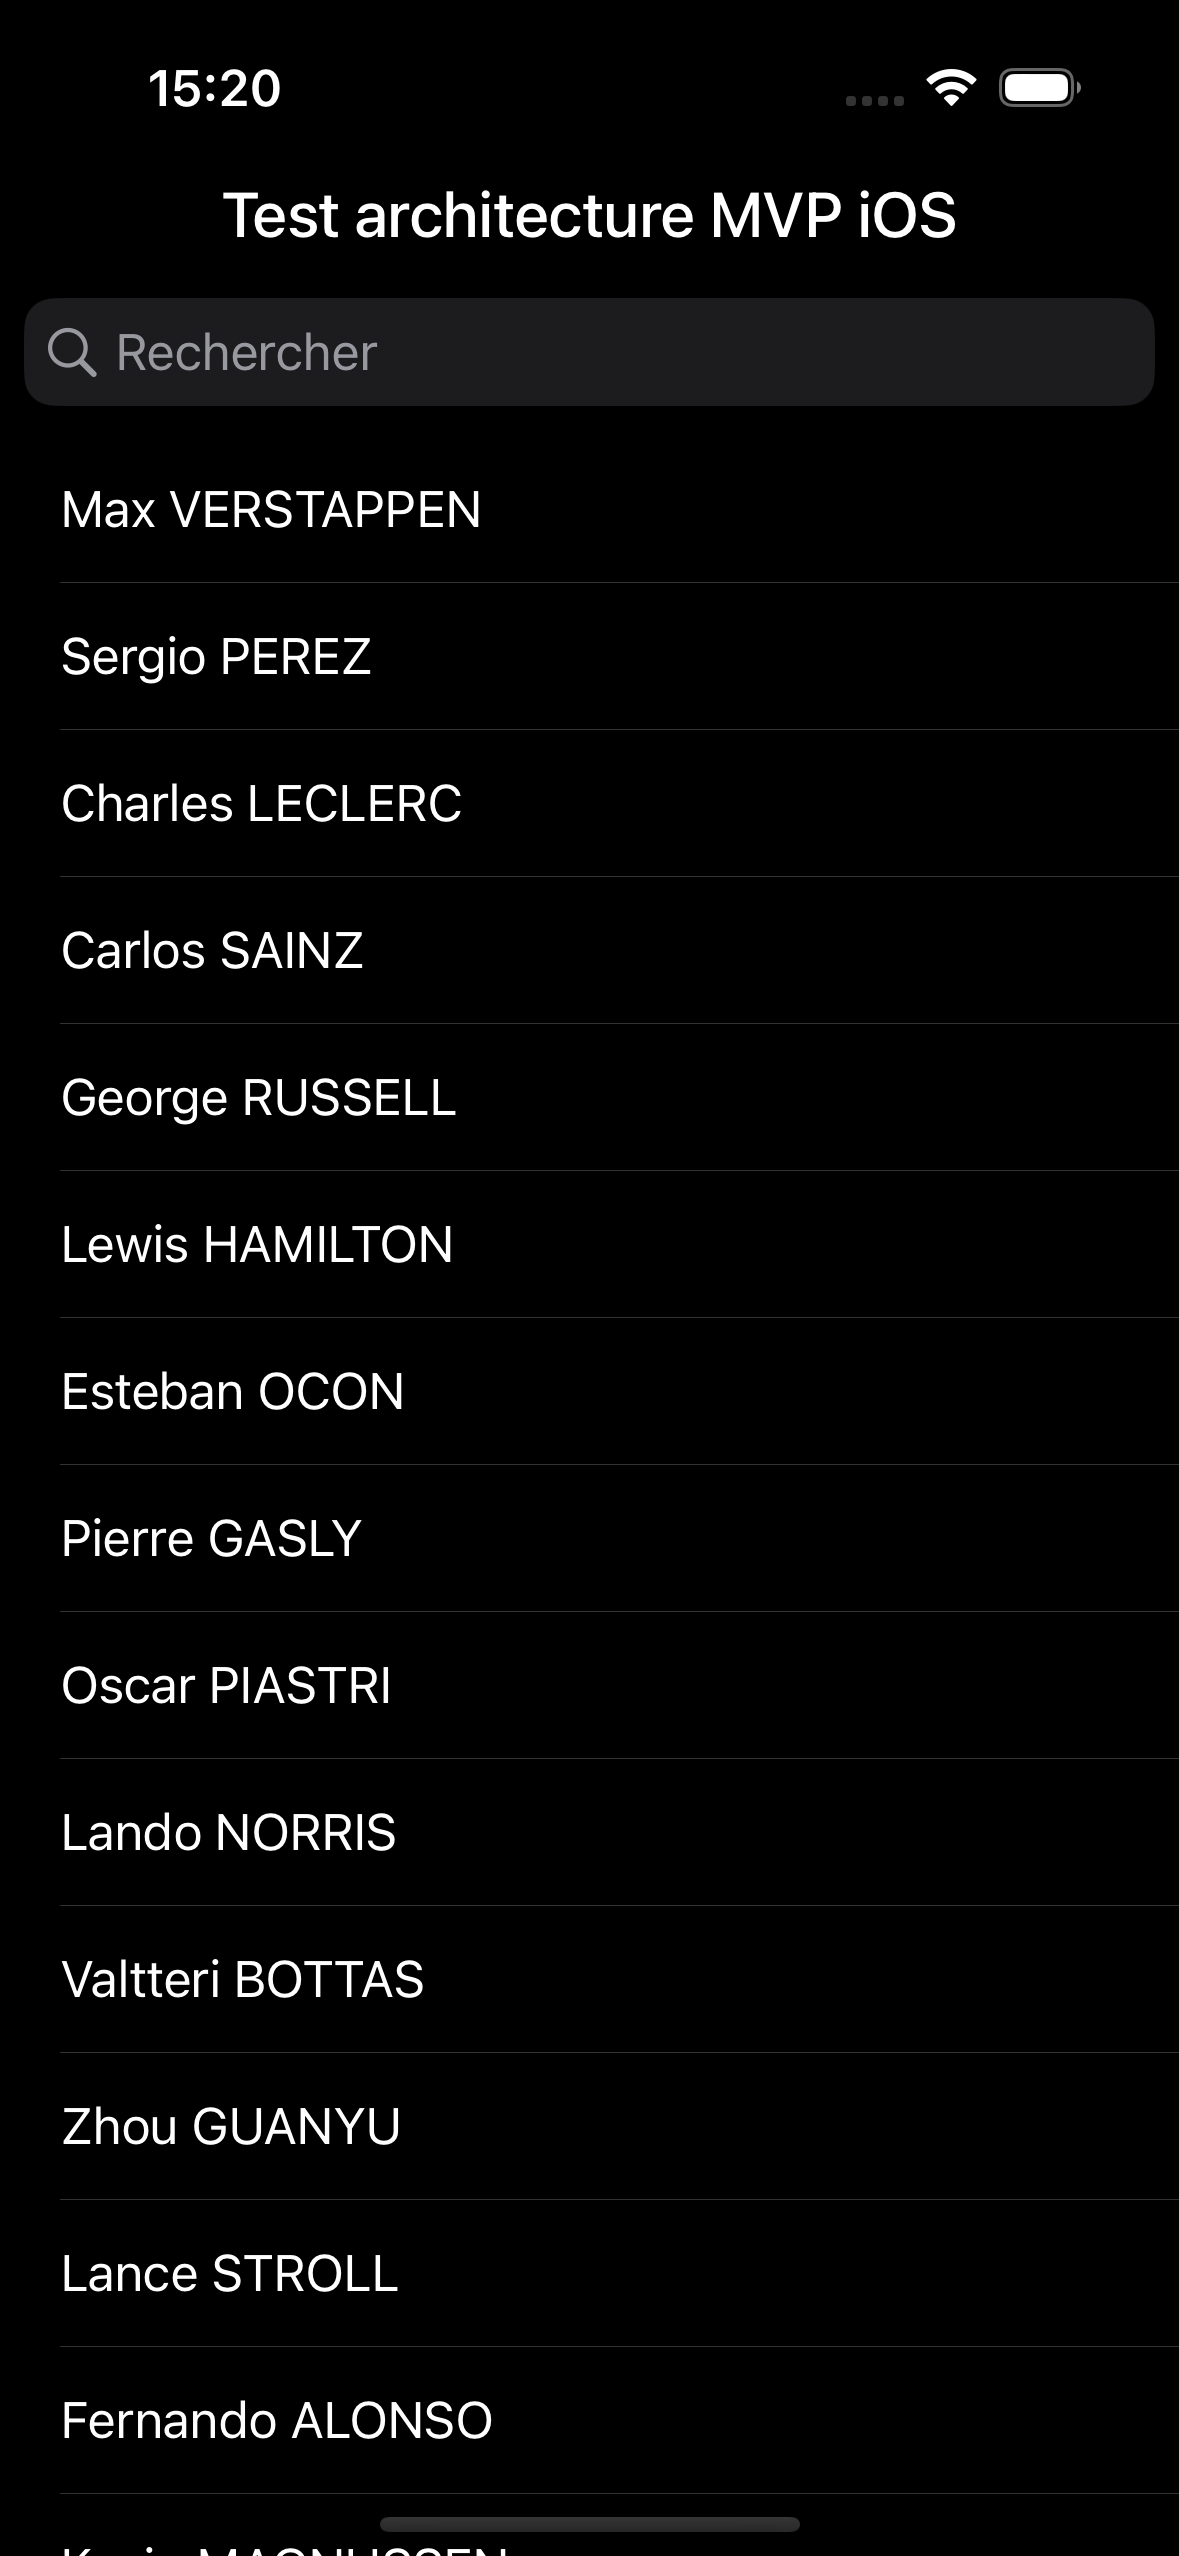 15:20
Test architecture MVP iOS
Rechercher
Max VERSTAPPEN
Sergio PEREZ
Charles LECLERC
Carlos SAINZ
George RUSSELL
Lewis HAMILTON
Esteban OCON
Pierre GASLY
Oscar PIASTRI
Lando NORRIS
Valtteri BOTTAS
Zhou GUANYU
Lance STROLL
Fernando ALONSO